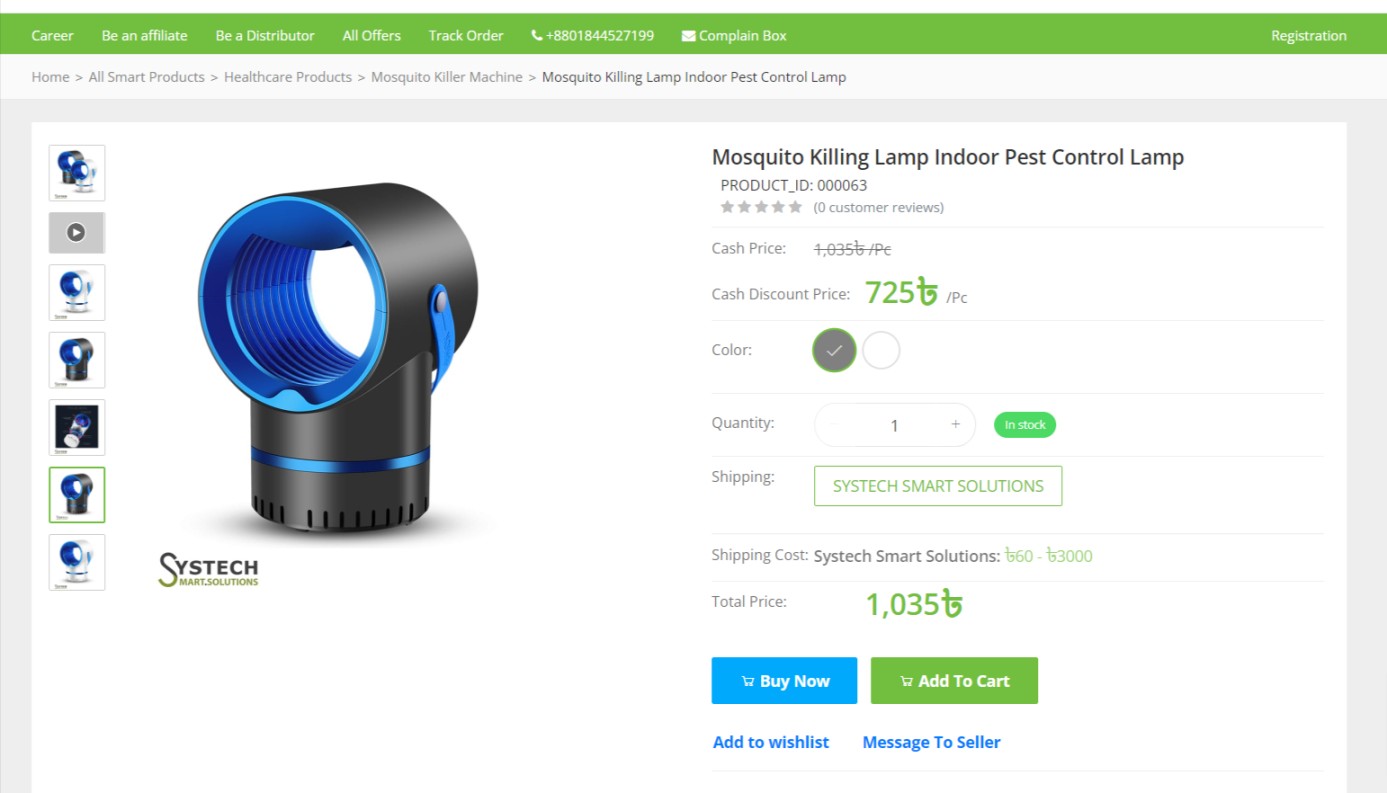 Career Be an affiliate Be a Distributor All Offers Track Order +8801844527199 Complain Box Registration
Home > All Smart Products > Healthcare Products > Mosquito Killer Machine > Mosquito Killing Lamp Indoor Pest Control Lamp
Mosquito Killing Lamp Indoor Pest Control Lamp
PRODUCT_ID: 000063
(0 customer reviews)
Cash Price: 1,035৳ /Pc
Cash Discount Price: 725৳ /Pc
Color:
Quantity: 1 + In stock
Shipping: SYSTECH SMART SOLUTIONS
Shipping Cost: Systech Smart Solutions: ৳60 - ৳3000
SYSTECH
MART.SOLUTIONS
Total Price: 1,035৳
Buy Now Add To Cart
Add to wishlist Message To Seller